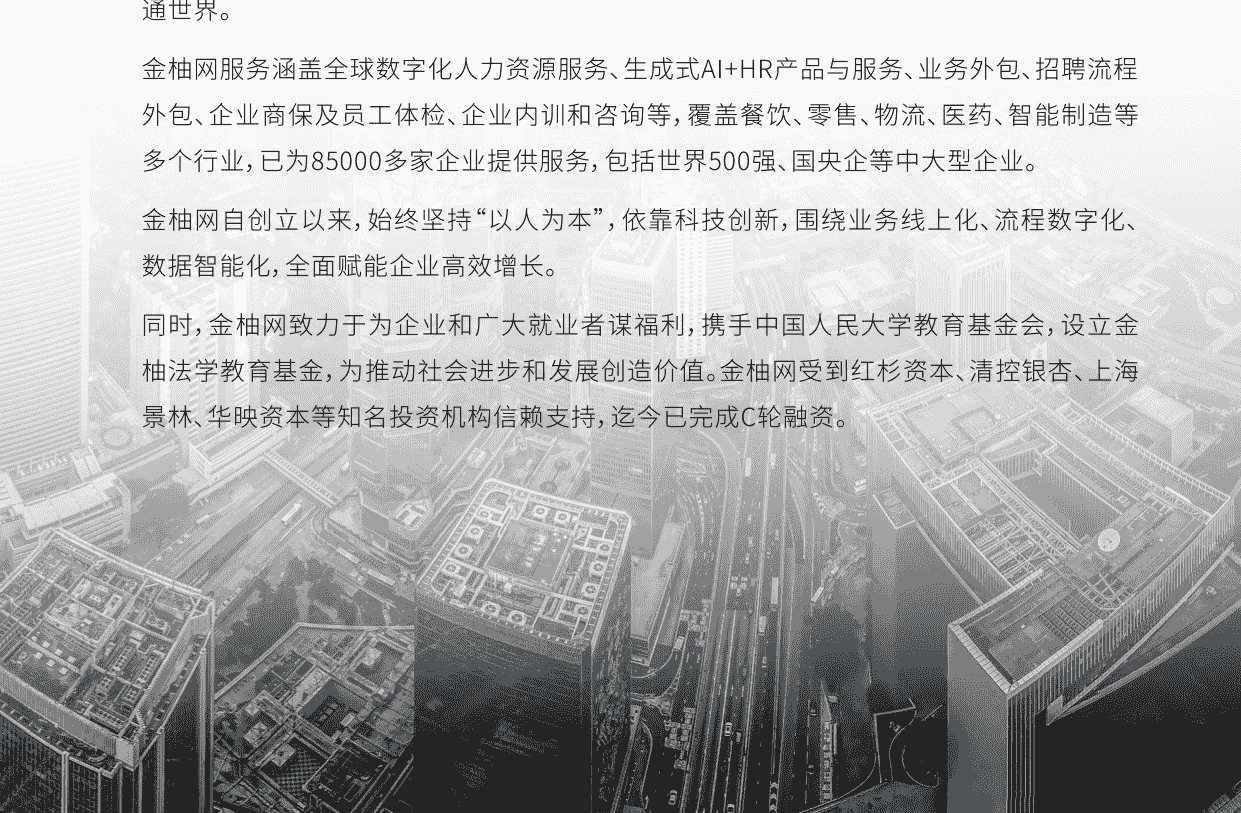 通世界。
金柚网服务涵盖全球数字化人力资源服务、生成式AI+HR产品与服务、业务外包、招聘流程
外包、企业商保及员工体检、企业内训和咨询等，覆盖餐饮、零售、物流、医药、智能制造等
多个行业，已为85000多家企业提供服务，包括世界500强、国央企等中大型企业。
金柚网自创立以来，始终坚持“以人为本”，依靠科技创新，围绕业务线上化、流程数字化、
数据智能化，全面赋能企业高效增长。
同时，金柚网致力于为企业和广大就业者谋福利，携手中国人民大学教育基金会，设立金
柚法学教育基金，为推动社会进步和发展创造价值。金柚网受到红杉资本、清控银杏、上海
景林、华映资本等知名投资机构信赖支持，迄今已完成C轮融资。